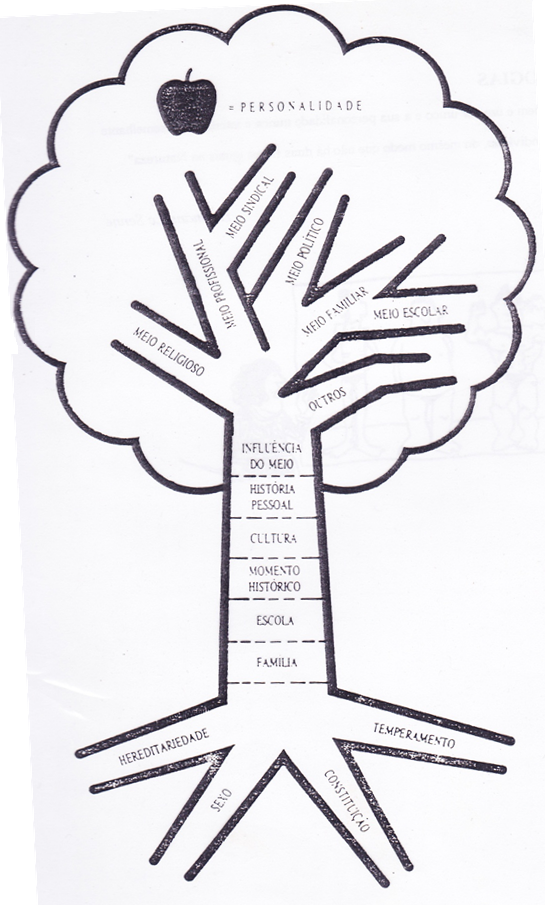 = PERSONALIDADE
MEIO SINDICAL
MEIO PROFISSIONAL
MEIO POLÍTICO
MEIO FAMILIAR
MEIO ESCOLAR
MEIO RELIGIOSO
OUTROS
INFLUÊNCIA
DO MEIO
HISTÓRIA
PESSOAL
CULTURA
MOMENTO
HISTÓRICO
ESCOLA
FAMÍLIA
HEREDITARIEDADE
TEMPERAMENTO
SEXO
CONSTITUIÇÃO